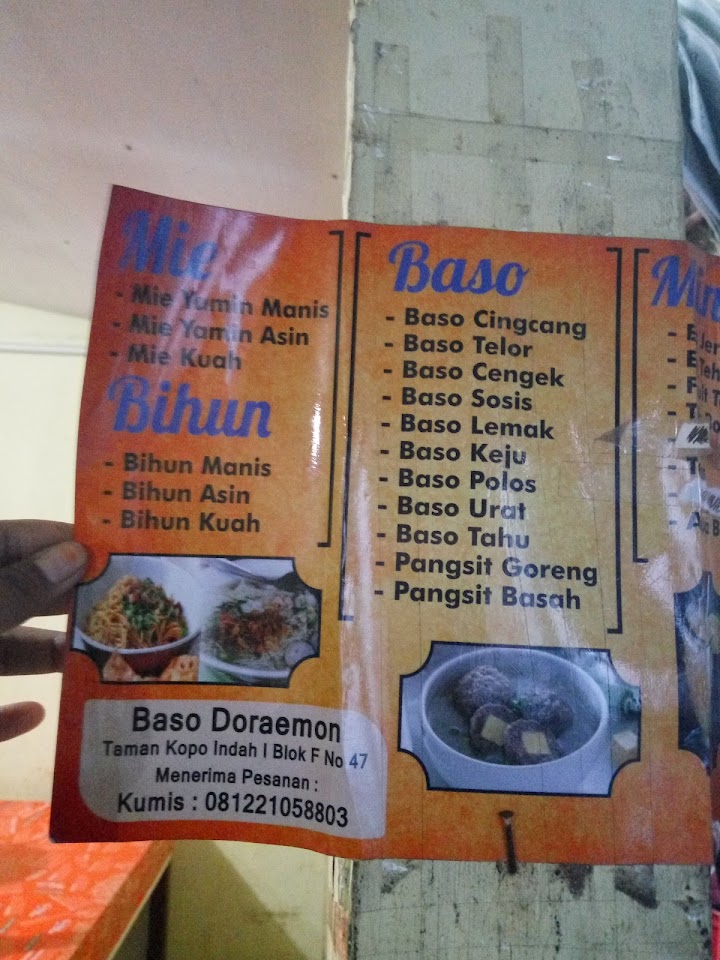 Mie
- Mie Yumin Manis
- Mie Yamin Asin
- Mie Kuah
Bihun
- Bihun Manis
- Bihun Asin
- Bihun Kuah
Baso Doraemon
Taman Kopo Indah I Blok F No 47
Menerima Pesanan :
Kumis : 081221058803
Baso
- Baso Cingcang
- Baso Telor
- Baso Cengek
- Baso Sosis
- Baso Lemak
- Baso Keju
- Baso Polos
- Baso Urat
- Baso Tahu
- Pangsit Goreng
- Pangsit Basah